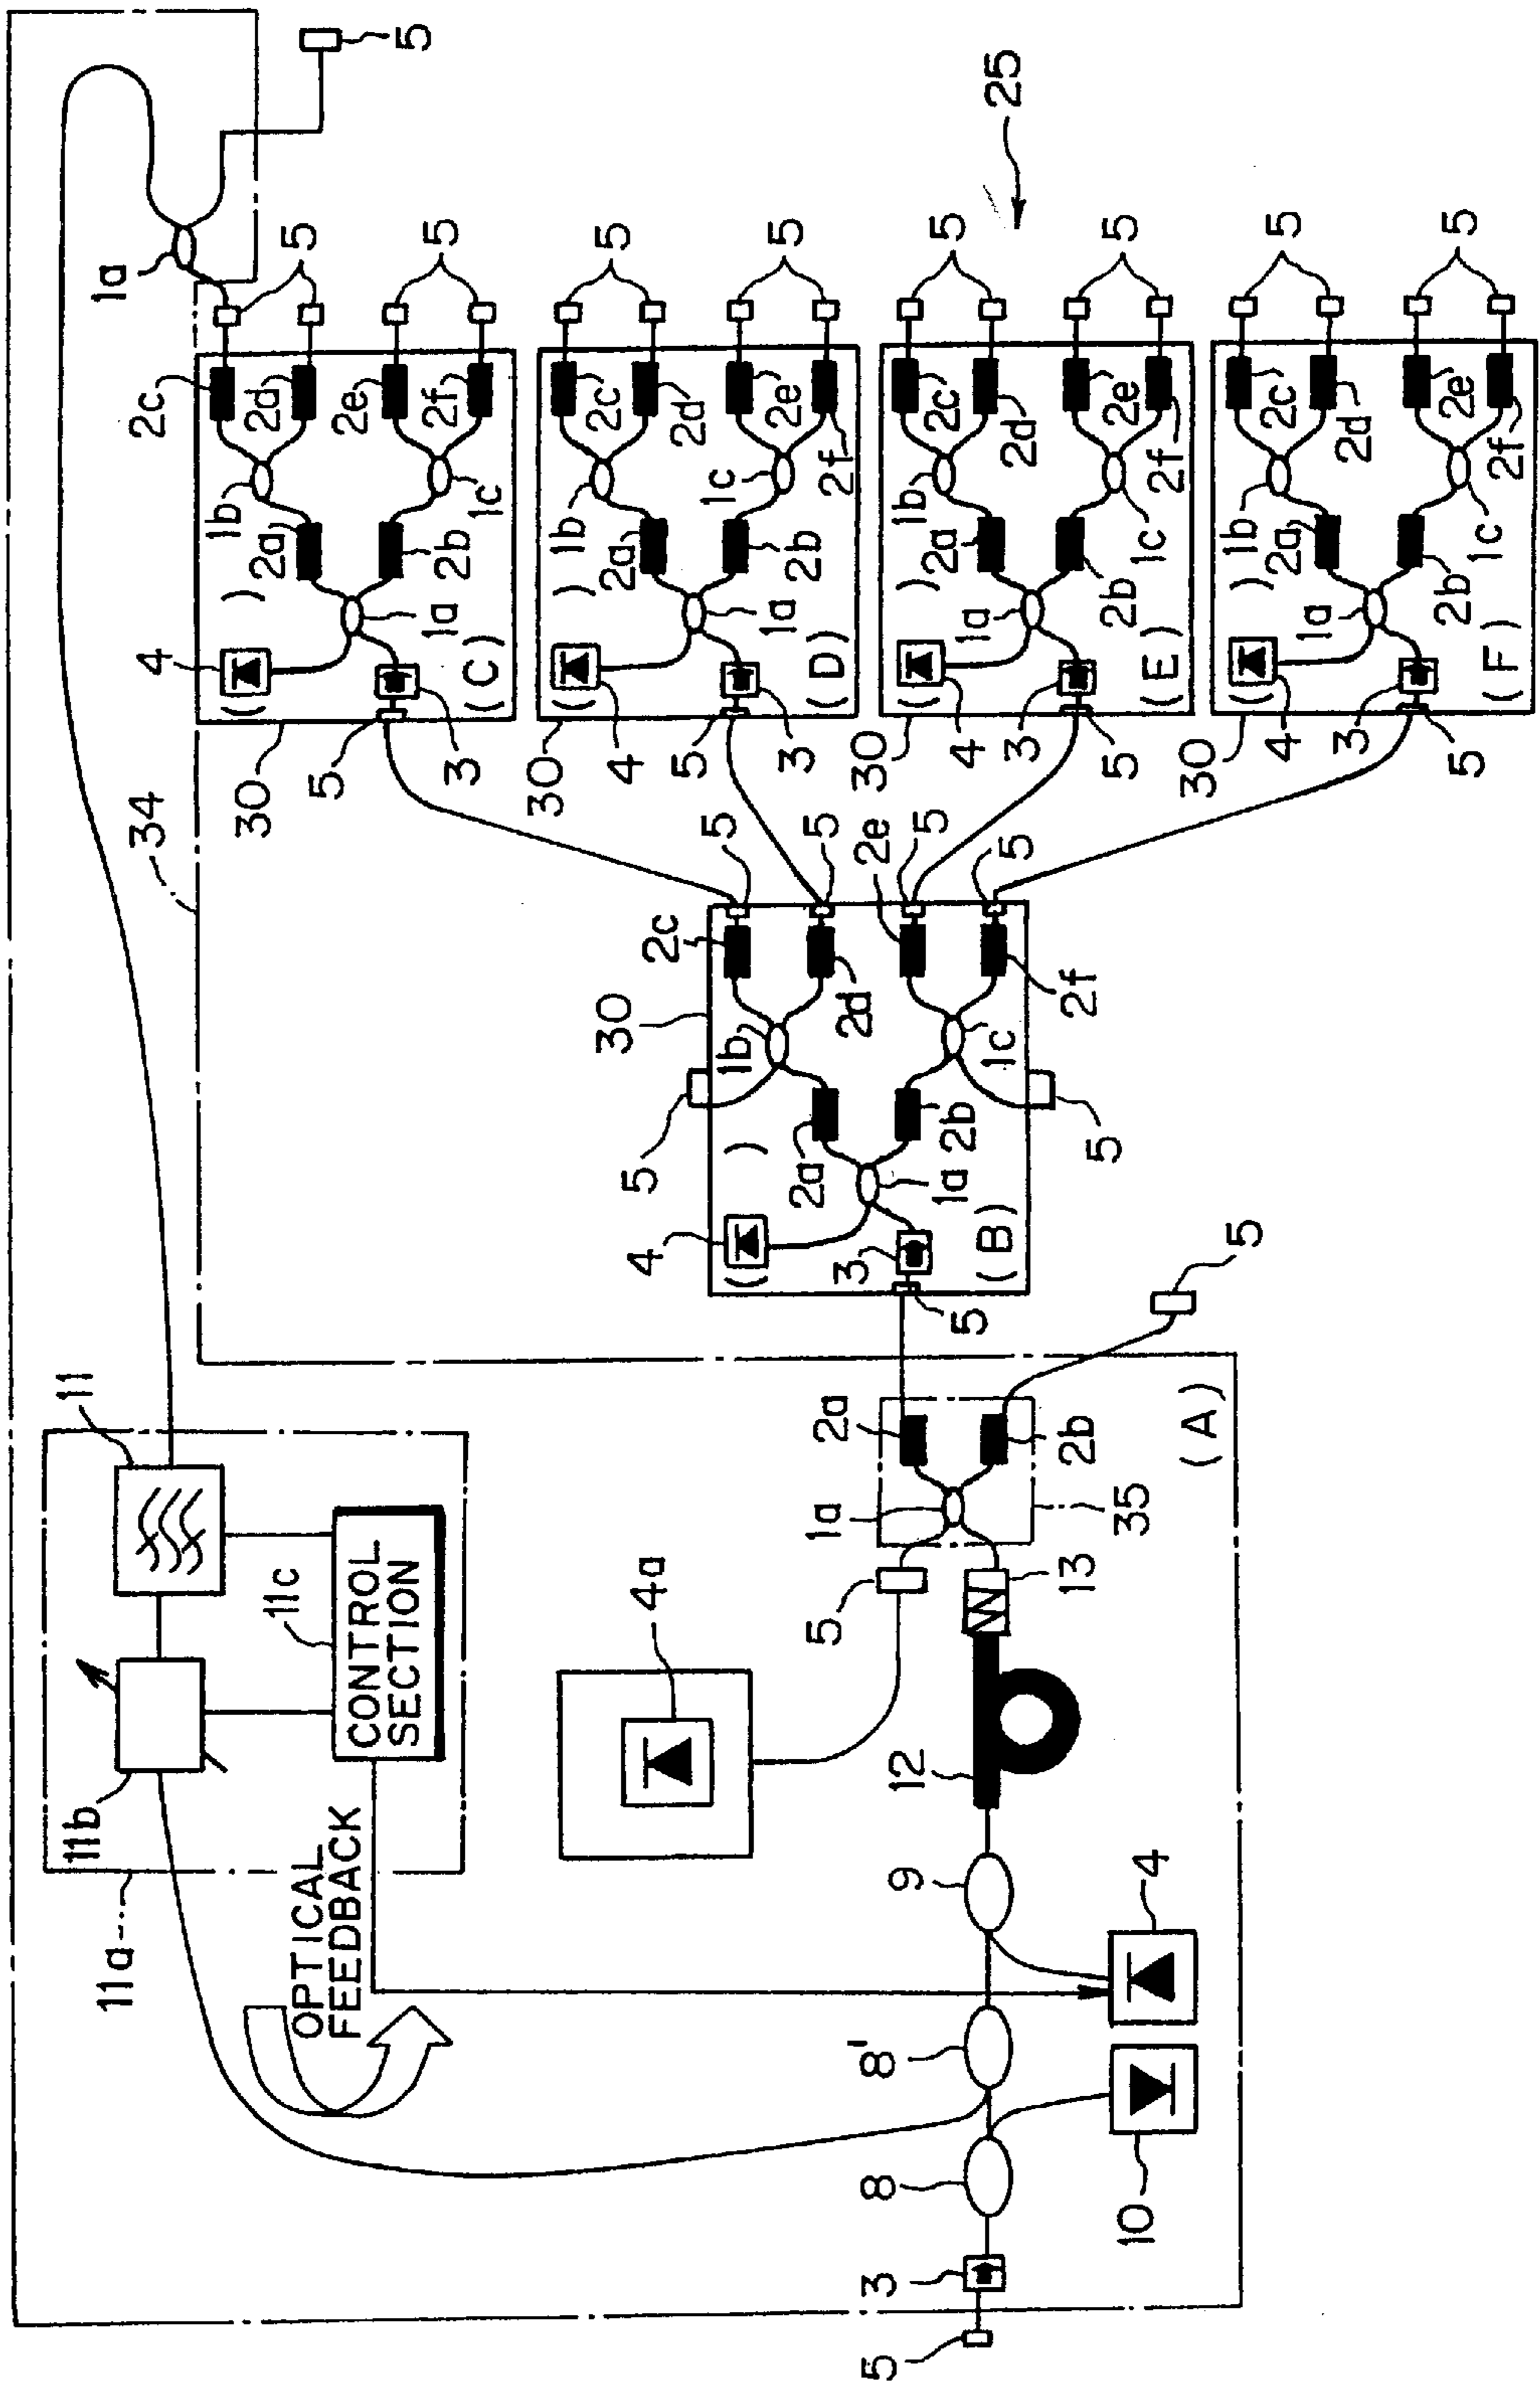 5
1a
25
5
5
5
5
5
5
5
5
2c
2d
2e
2f
1b
1c
2a
2b
1a
4
( )
(C)
3
5
30
2c
2d
2e
2f
1b
1c
2a
2b
1a
4
( )
(D)
3
5
30
2c
2d
2e
2f
1b
1c
2a
2b
1a
4
( )
(E)
3
5
30
2c
2d
2e
2f
1b
1c
2a
2b
1a
4
( )
(F)
3
5
30
34
5
5
2e
5
5
2c
2d
2f
30
1b
1c
5
5
2a
2b
1a
4
( )
(B)
3
5
5
11
11c
CONTROL
SECTION
11b
11a
OPTICAL
FEEDBACK
2a
2b
1a
35
(A)
5
13
4a
12
9
4
8'
8
10
3
5